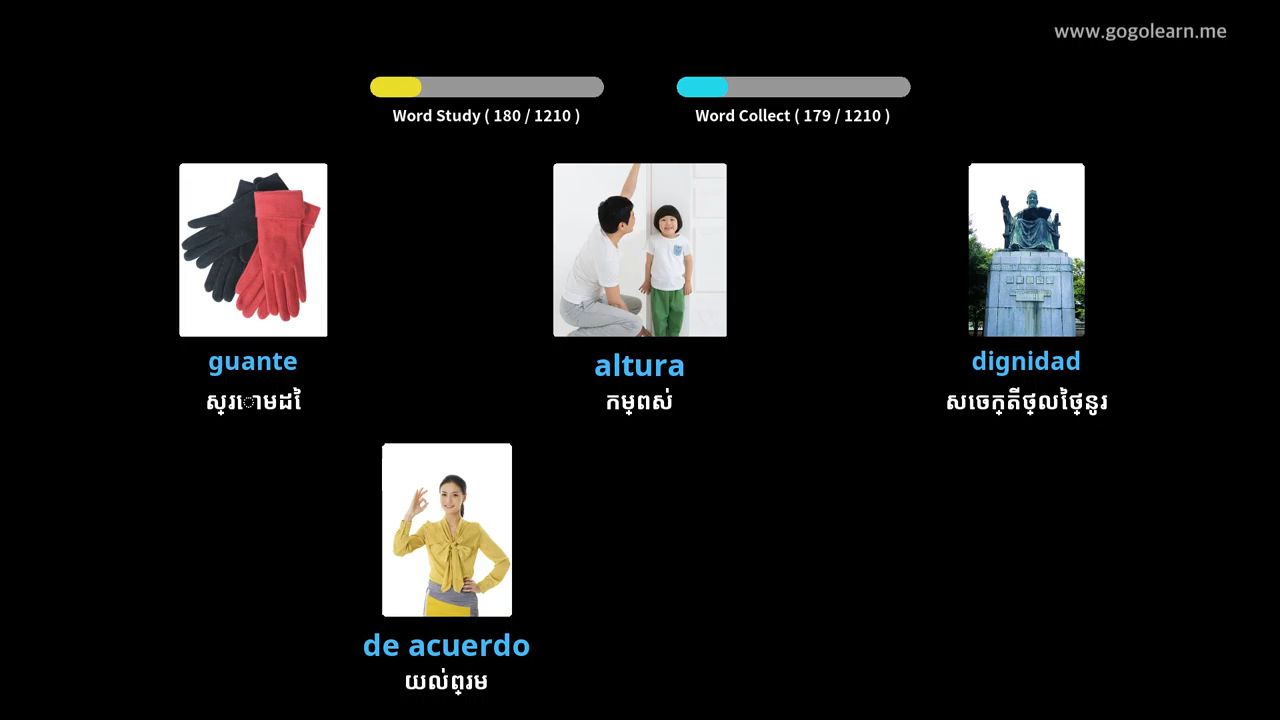 www.gogolearn.me
Word Study ( 180 / 1210 )
Word Collect ( 179 / 1210 )
guante
altura
dignidad
ស្រោមដៃ
កម្ពស់
សចេក្តីថ្លថ្លៃនូរ
de acuerdo
យល់ព្រម